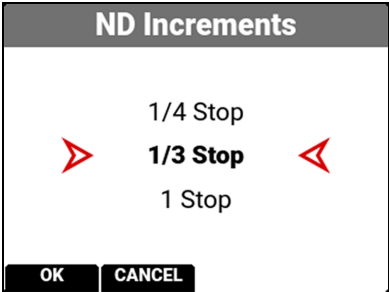 ND Increments
1/4 Stop
1/3 Stop
1 Stop
OK CANCEL